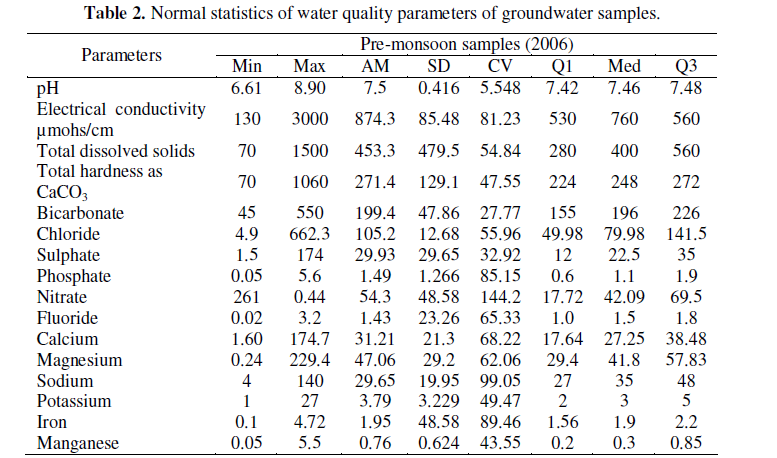 Table 2. Normal statistics of water quality parameters of groundwater samples.
Parameters Pre-monsoon samples (2006)
Min Max AM SD CV Q1 Med Q3
pH 6.61 8.90 7.5 0.416 5.548 7.42 7.46 7.48
Electrical conductivity µmohs/cm 130 3000 874.3 85.48 81.23 530 760 560
Total dissolved solids 70 1500 453.3 479.5 54.84 280 400 560
Total hardness as CaCO3 70 1060 271.4 129.1 47.55 224 248 272
Bicarbonate 45 550 199.4 47.86 27.77 155 196 226
Chloride 4.9 662.3 105.2 12.68 55.96 49.98 79.98 141.5
Sulphate 1.5 174 29.93 29.65 32.92 12 22.5 35
Phosphate 0.05 5.6 1.49 1.266 85.15 0.6 1.1 1.9
Nitrate 261 0.44 54.3 48.58 144.2 17.72 42.09 69.5
Fluoride 0.02 3.2 1.43 23.26 65.33 1.0 1.5 1.8
Calcium 1.60 174.7 31.21 21.3 68.22 17.64 27.25 38.48
Magnesium 0.24 229.4 47.06 29.2 62.06 29.4 41.8 57.83
Sodium 4 140 29.65 19.95 99.05 27 35 48
Potassium 1 27 3.79 3.229 49.47 2 3 5
Iron 0.1 4.72 1.95 48.58 89.46 1.56 1.9 2.2
Manganese 0.05 5.5 0.76 0.624 43.55 0.2 0.3 0.85